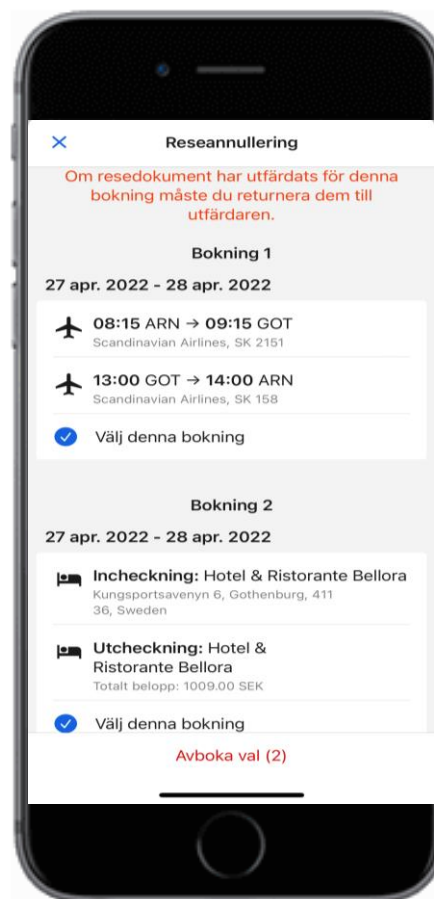 Reseannullering
Om resedokument har utfärdats för denna
bokning måste du returnera dem till
utfärdaren.
Bokning 1
27 apr. 2022 - 28 apr. 2022
08:15 ARN → 09:15 GOT
Scandinavian Airlines, SK 2151
13:00 GOT → 14:00 ARN
Scandinavian Airlines, SK 158
Välj denna bokning
Bokning 2
27 apr. 2022 - 28 apr. 2022
Incheckning: Hotel & Ristorante Bellora
Kungsportsavenyn 6, Gothenburg, 411
36, Sweden
Utcheckning: Hotel &
Ristorante Bellora
Totalt belopp: 1009.00 SEK
Välj denna bokning
Avboka val (2)